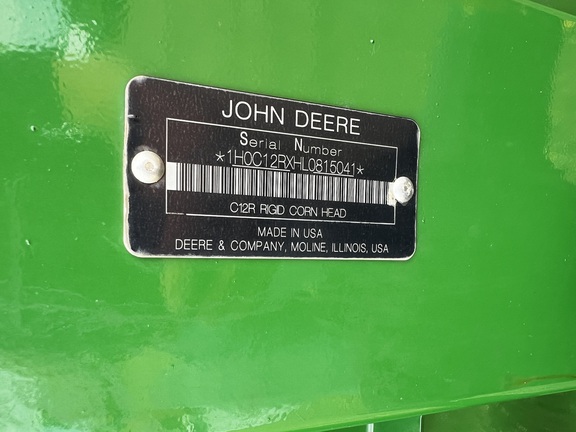 JOHN DEERE
Serial Number
*1H0C12RXHL0815041*
C12R RIGID CORN HEAD
MADE IN USA
DEERE & COMPANY, MOLINE, ILLINOIS, USA